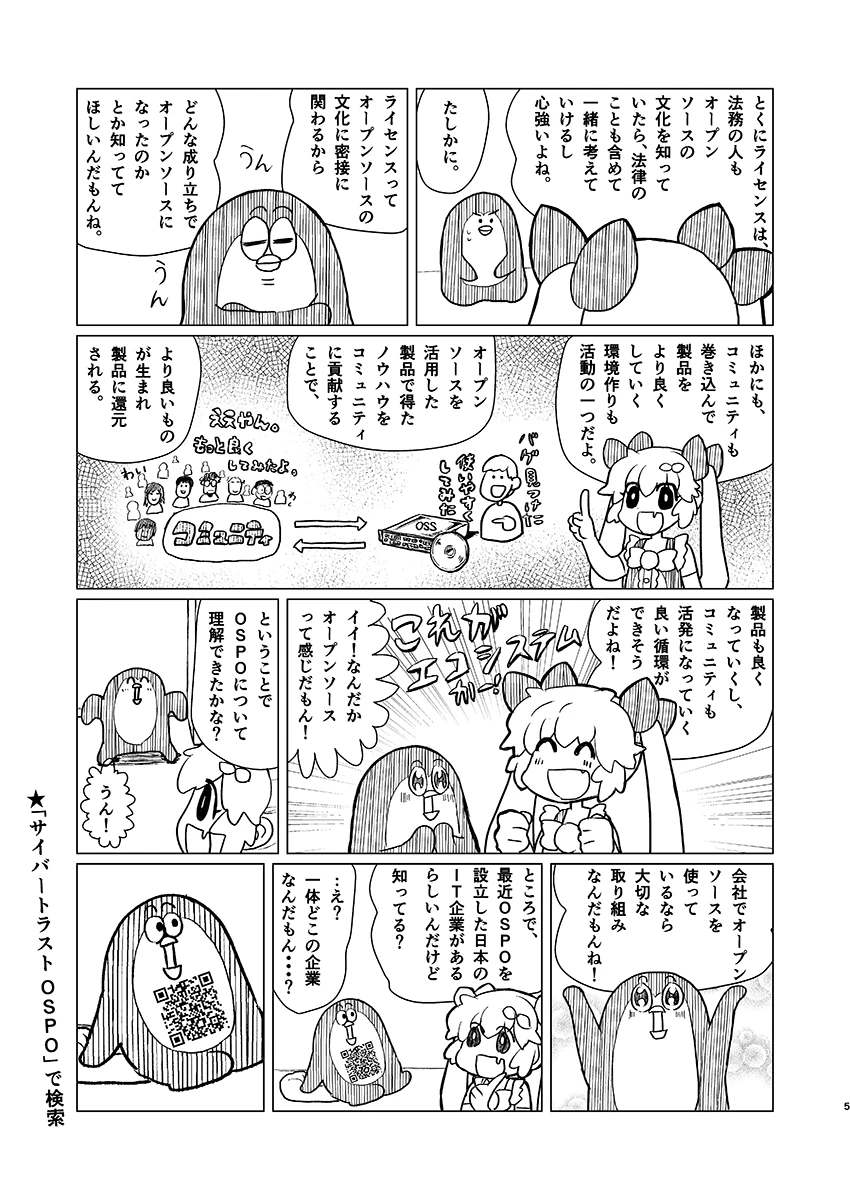 とくにライセンスは、
法務の人も
オープン
ソースの
文化を知って
いたら、法律の
ことも含めて
一緒に考えて
いけるし
心強いよね。
たしかに。
ライセンスって
オープンソースの
文化に密接に
関わるから
うん
どんな成り立ちで
オープンソースに
なったのか
とか知ってて
ほしいんだもんね。
うん
ほかにも、
コミュニティも
巻き込んで
製品を
より良く
していく
環境作りも
活動の一つだよ。
オープン
ソースを
活用した
製品で得た
ノウハウを
コミュニティ
に貢献する
ことで、
バグ見つけた
使いやすく
してみた
OSS
ええやん。
もっと良く
してみたよ。
わい
わい
コミュニティ
より良いもの
が生まれ
製品に還元
される。
製品も良く
なっていくし、
コミュニティも
活発になっていく
良い循環が
できそう
だよね！
これが
エコシステム
かー！
イイ！なんだか
オープンソース
って感じだもん！
ということで
OSPOについて
理解できたかな？
うん！
会社でオープン
ソースを
使って
いるなら
大切な
取り組み
なんだもんね！
ところで、
最近OSPOを
設立した日本の
IT企業がある
らしいんだけど
知ってる？
…え？
一体どこの企業
なんだもん・・・？
★「サイバートラスト OSPO」で検索
5